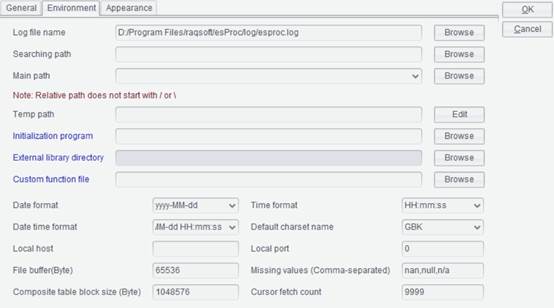 General Environment Appearance OK
Log file name D:/Program Files/raqsoft/esProc/log/esproc.log Browse Cancel
Searching path Browse
Main path Browse
Note: Relative path does not start with / or \
Temp path Edit
Initialization program Browse
External library directory Browse
Custom function file Browse
Date format yyyy-MM-dd Time format HH:mm:ss
Date time format MM-dd HH:mm:ss Default charset name GBK
Local host Local port 0
File buffer(Byte) 65536 Missing values (Comma-separated) nan,null,n/a
Composite table block size (Byte) 1048576 Cursor fetch count 9999